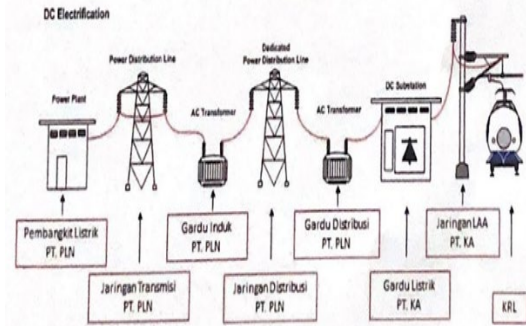 DC Electrification
Dedicated
Power Distribution Line
Power Distribution Line
DC Substation
Power Plant
AC Transformer
AC Transformer
Pembangkit Listrik
PT. PLN
Gardu Induk
PT. PLN
Gardu Distribusi
PT. PLN
Jaringan LAA
PT. KA
Jaringan Transmisi
PT. PLN
Jaringan Distribusi
PT. PLN
Gardu Listrik
PT. KA
KRL